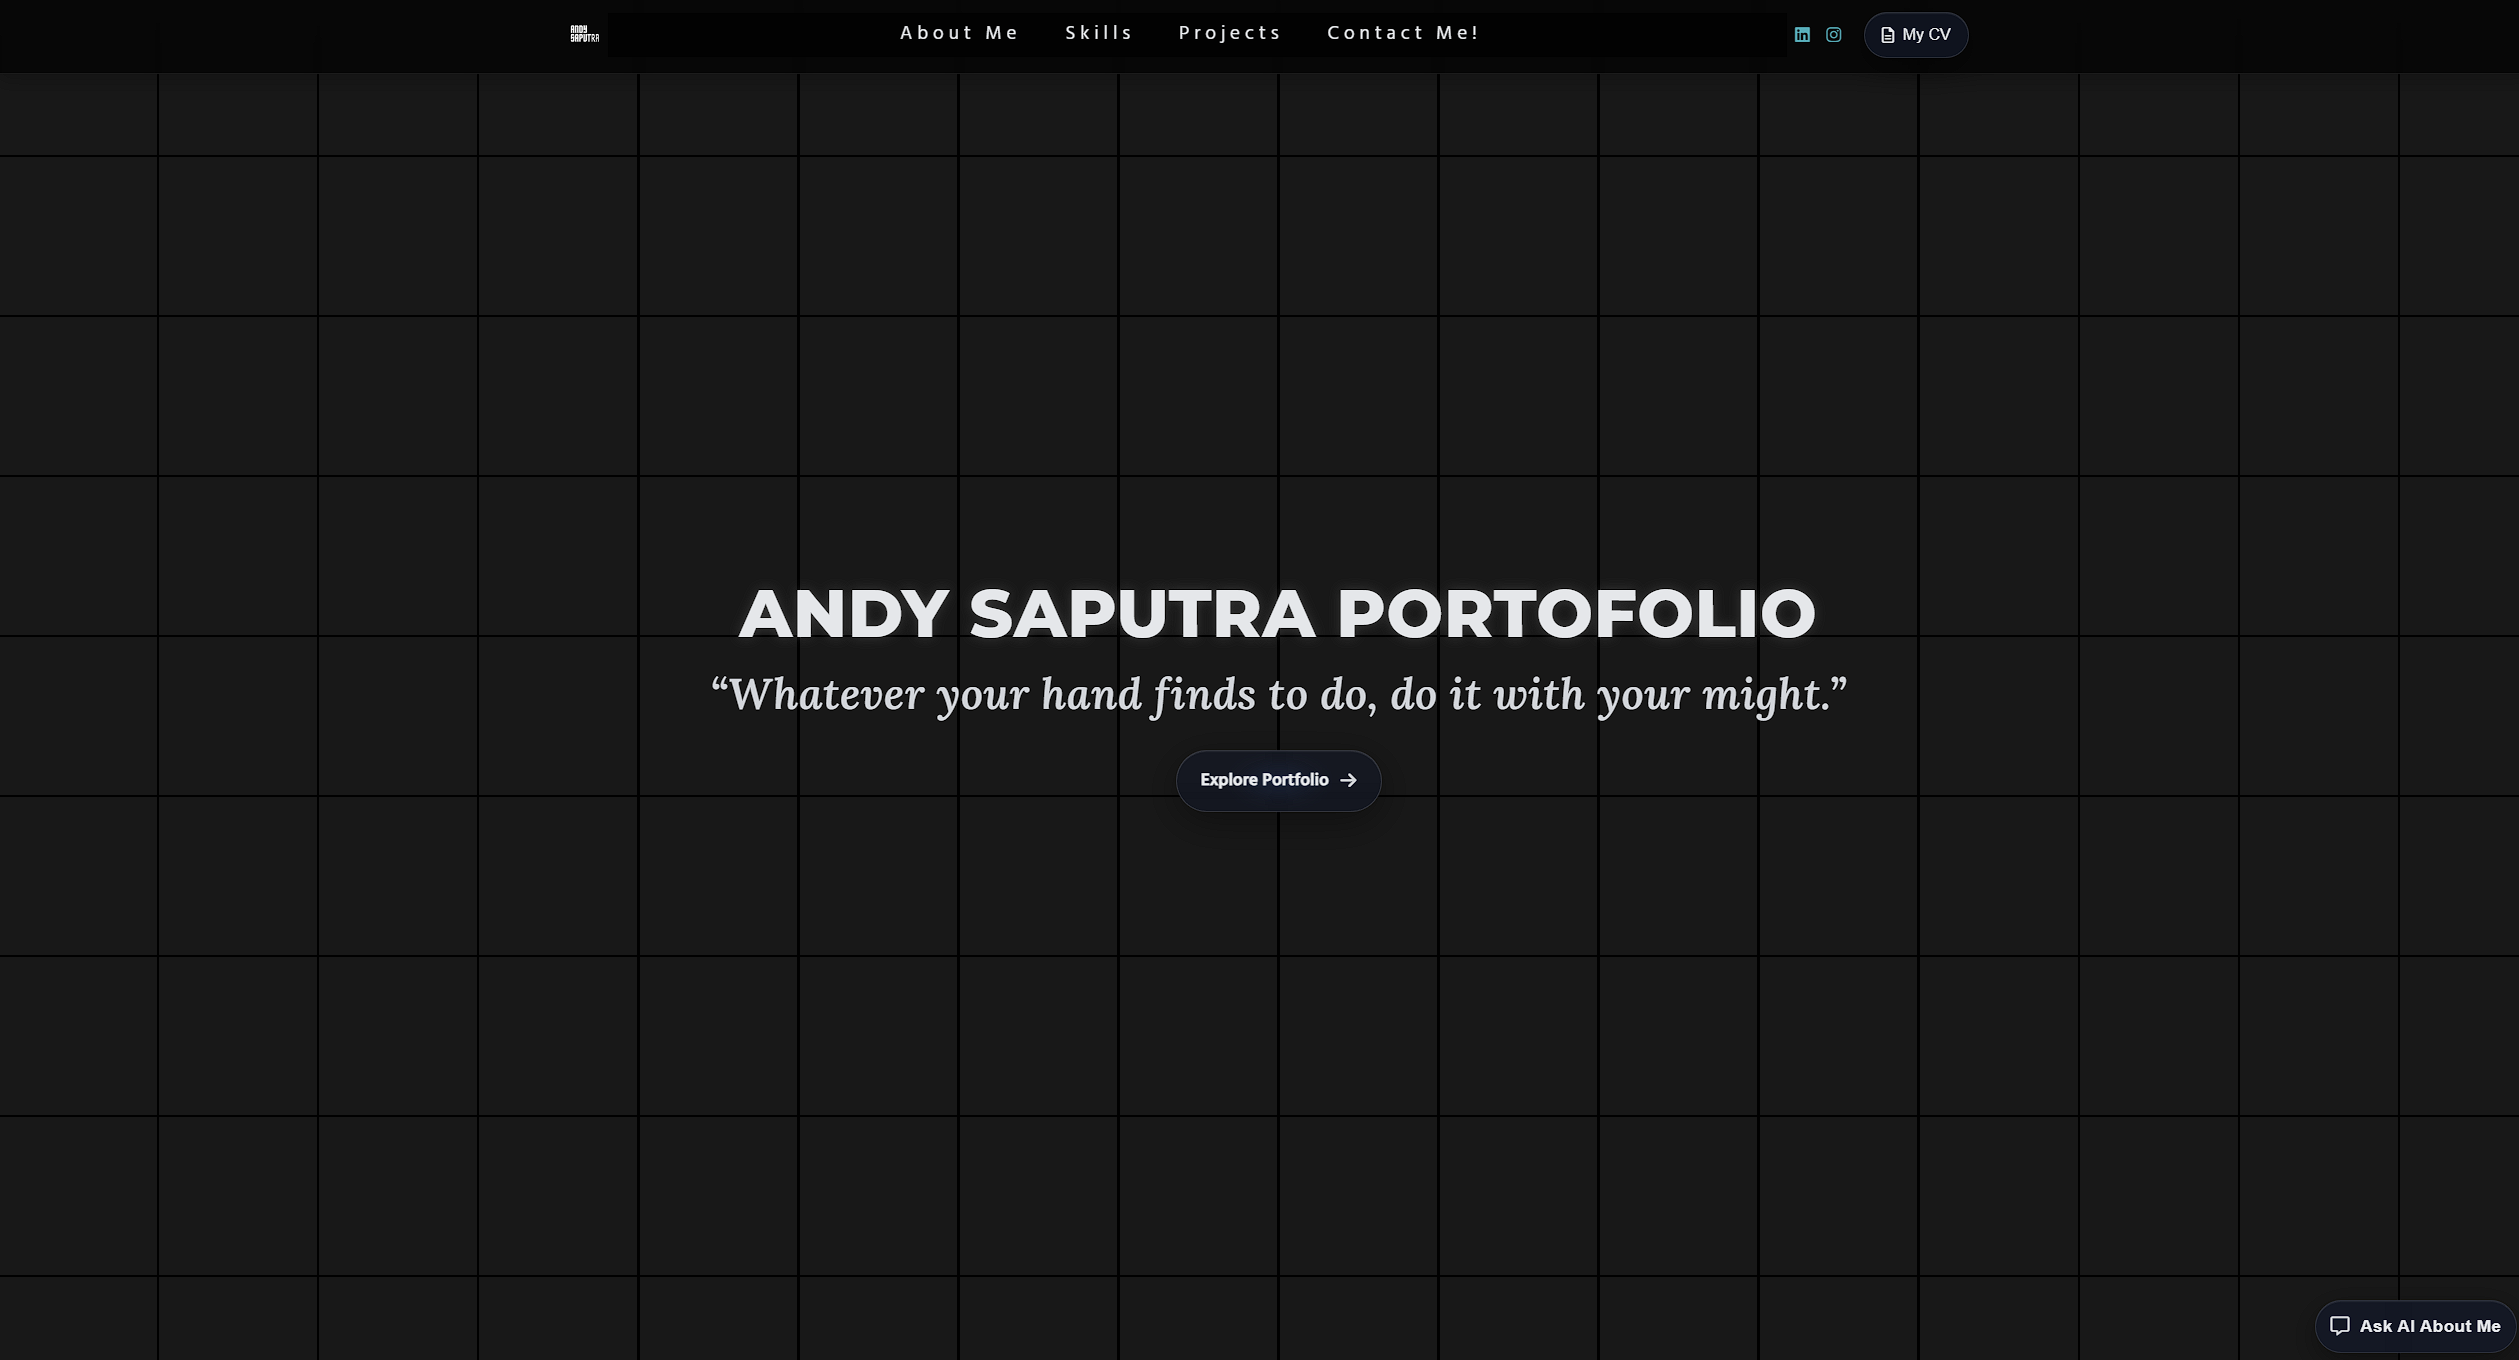 ANDY
SAPUTRA
About Me Skills Projects Contact Me!
My CV
ANDY SAPUTRA PORTOFOLIO
“Whatever your hand finds to do, do it with your might.”
Explore Portfolio
Ask AI About Me